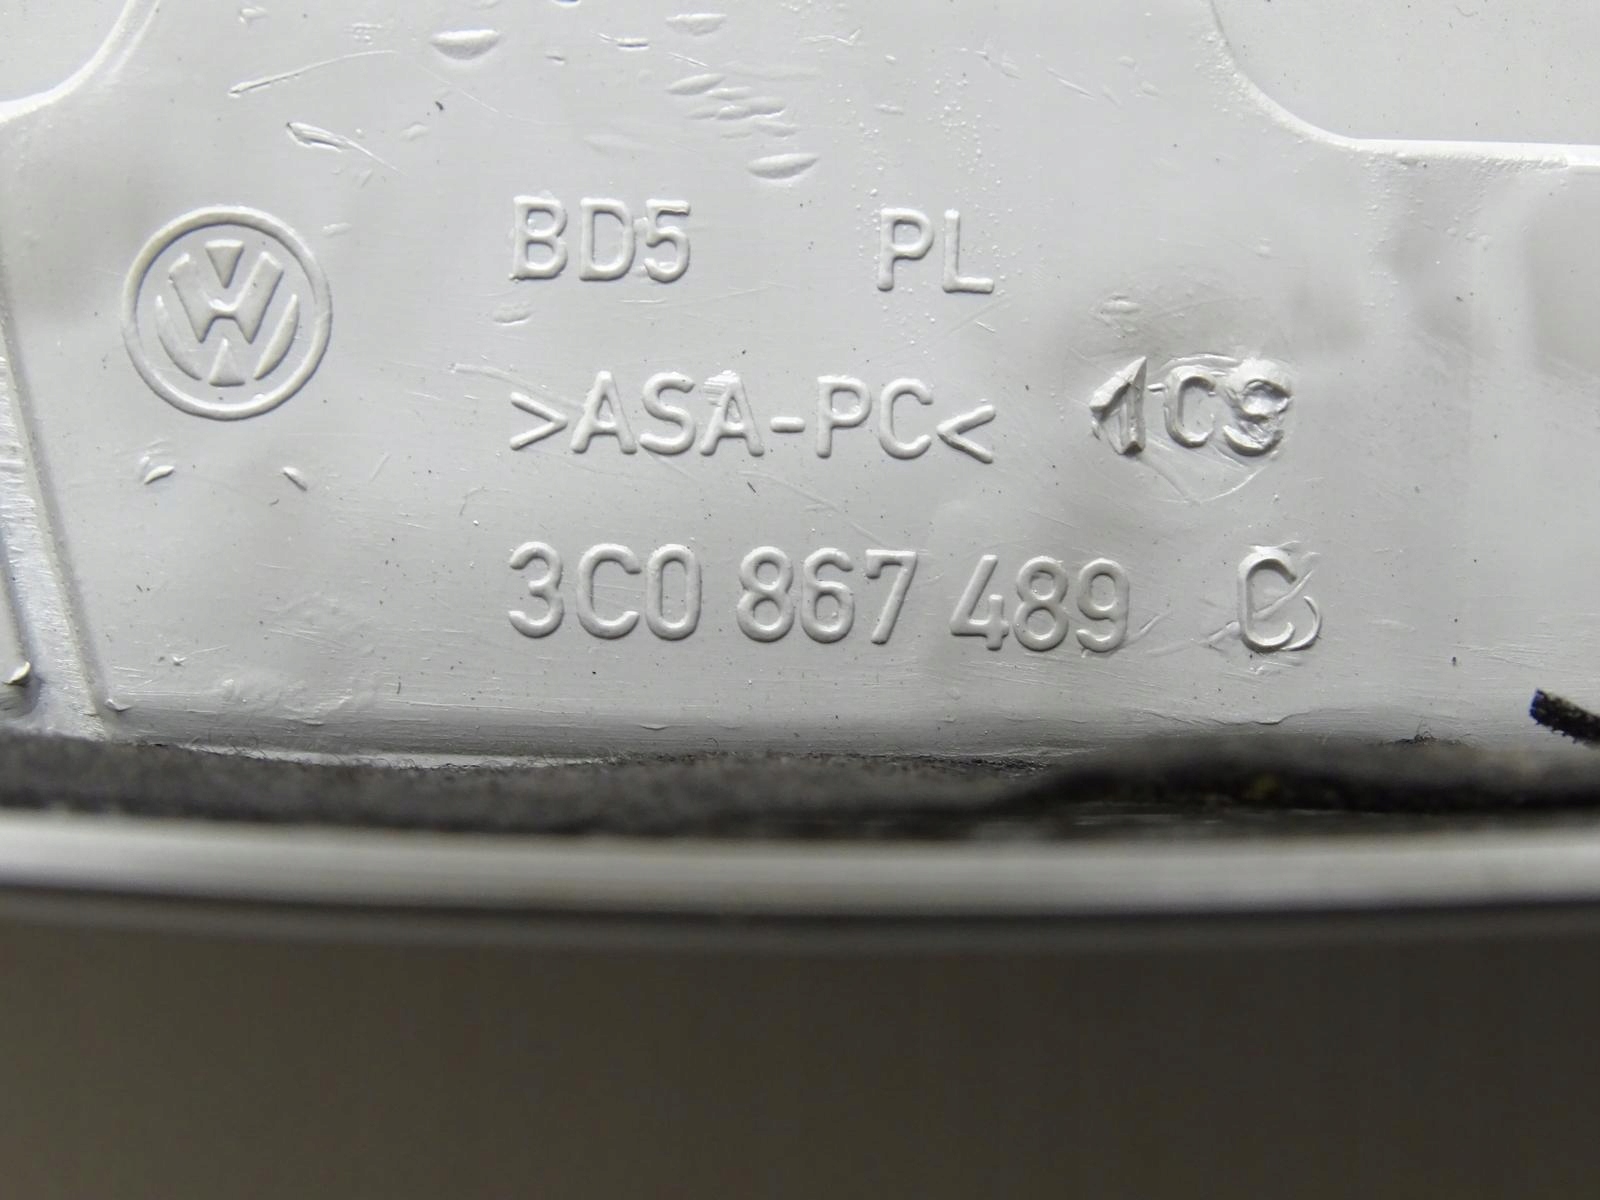 BD5 PL
>ASA-PC<
3C0 867 489 C